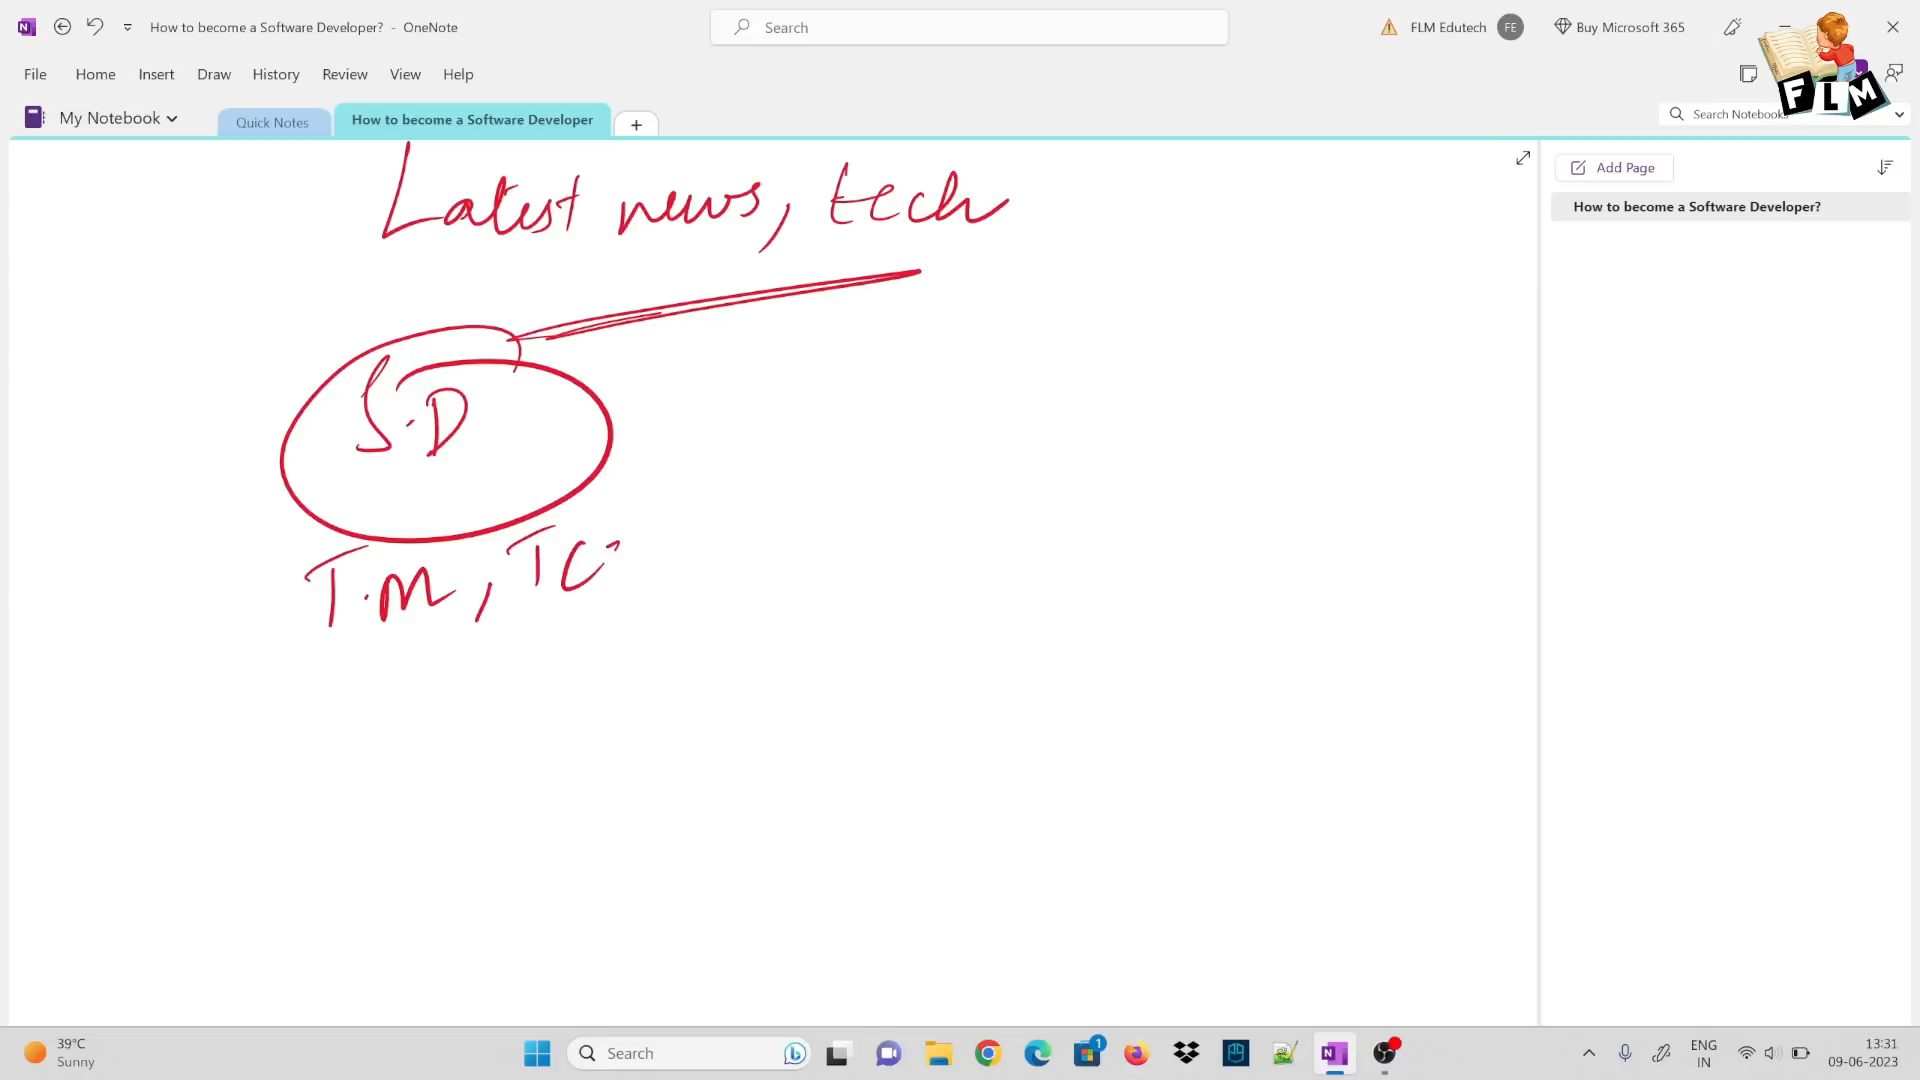 How to become a Software Developer? - OneNote
Search
FLM Edutech FE
Buy Microsoft 365
File Home Insert Draw History Review View Help
FLM
My Notebook
Quick Notes
How to become a Software Developer
+
Search Notebooks
Add Page
How to become a Software Developer?
Latest news, tech
S.D
T.M, TC
39°C
Sunny
Search
1
ENG
IN
13:31
09-06-2023